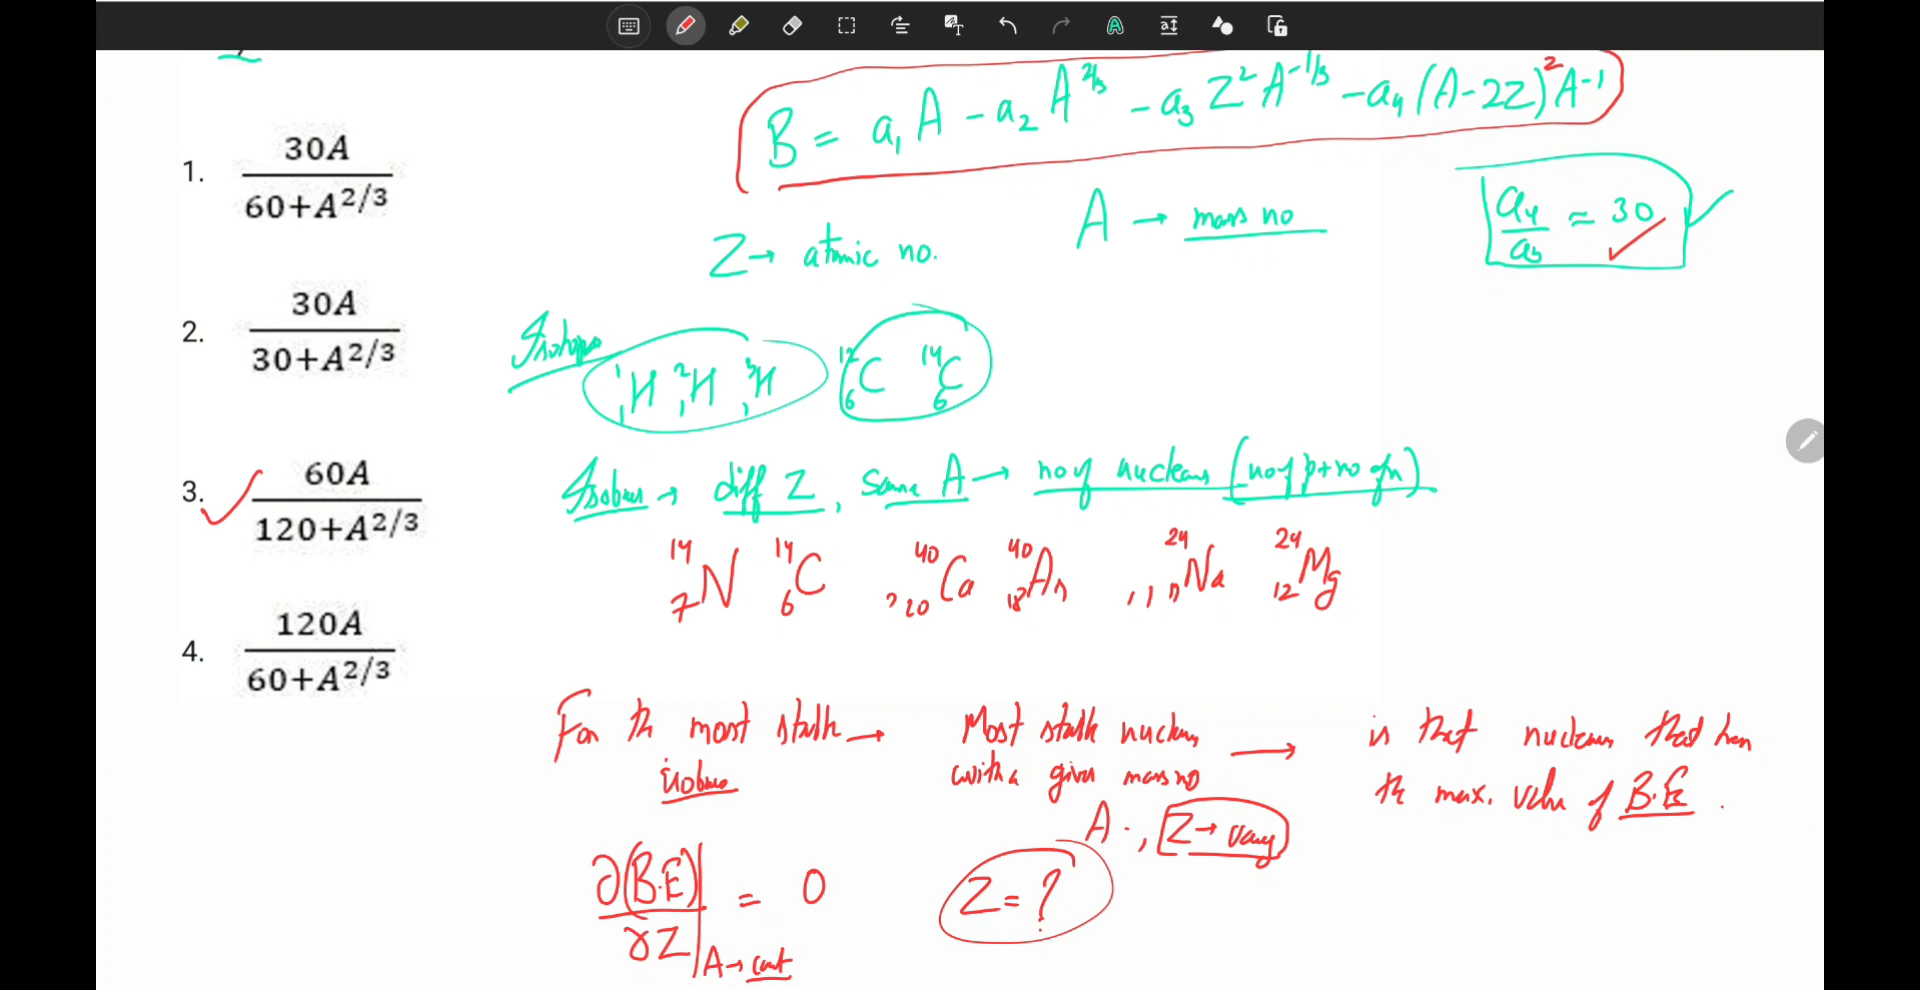 B = a₁A - a₂A^2/3 - a₃Z²A^-1/3 - a₄(A-2Z)²A^-1
1. 30A / 60+A^2/3
Z → atomic no.
A → mass no
a₄/a₃ ≈ 30
2. 30A / 30+A^2/3
Isotopes
¹₁H ²₁H ³₁H ¹²₆C ¹⁴₆C
3. 60A / 120+A^2/3
Isobars → diff Z, same A → no of nucleons (no of p + no of n)
¹⁴₇N ¹⁴₆C ⁴⁰₂₀Ca ⁴⁰₁₈Ar ²⁴₁₁Na ²⁴₁₂Mg
4. 120A / 60+A^2/3
For the most stable → Most stable nucleus → is that nucleus that has
isobars with a given mass no the max. value of B.E.
A., Z → vary
∂(B.E)/∂Z |A → const = 0 Z = ?